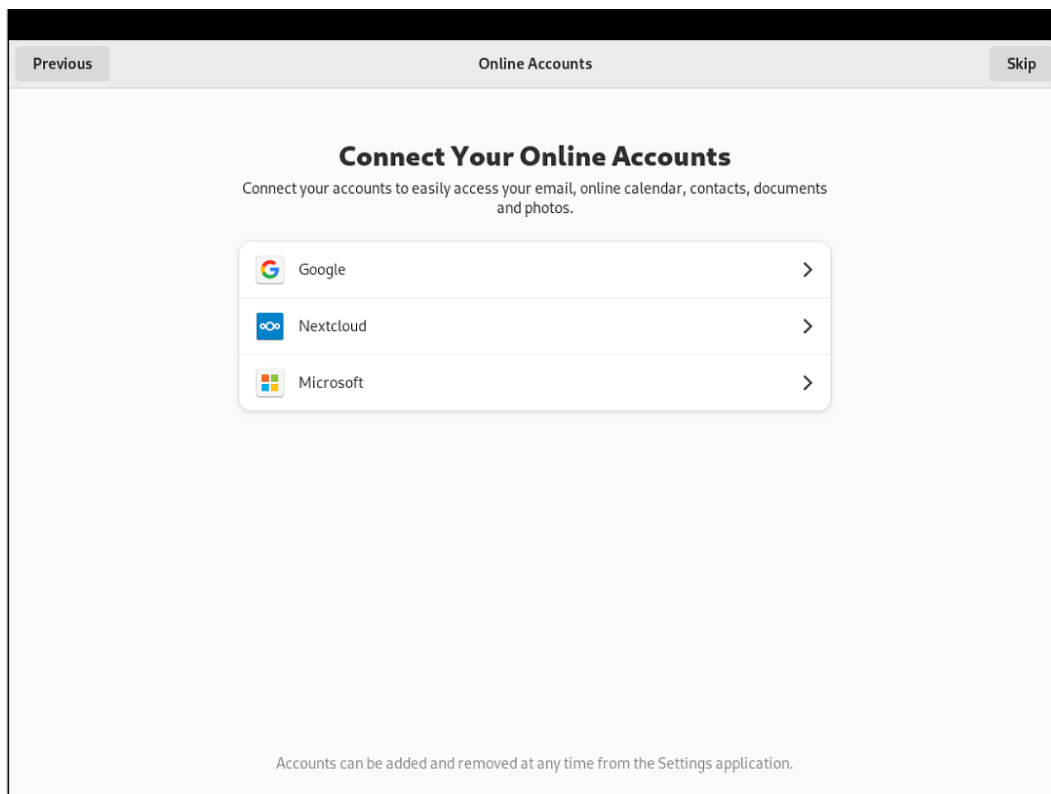 Previous
Online Accounts
Skip
Connect Your Online Accounts
Connect your accounts to easily access your email, online calendar, contacts, documents
and photos.
Google
Nextcloud
Microsoft
Accounts can be added and removed at any time from the Settings application.